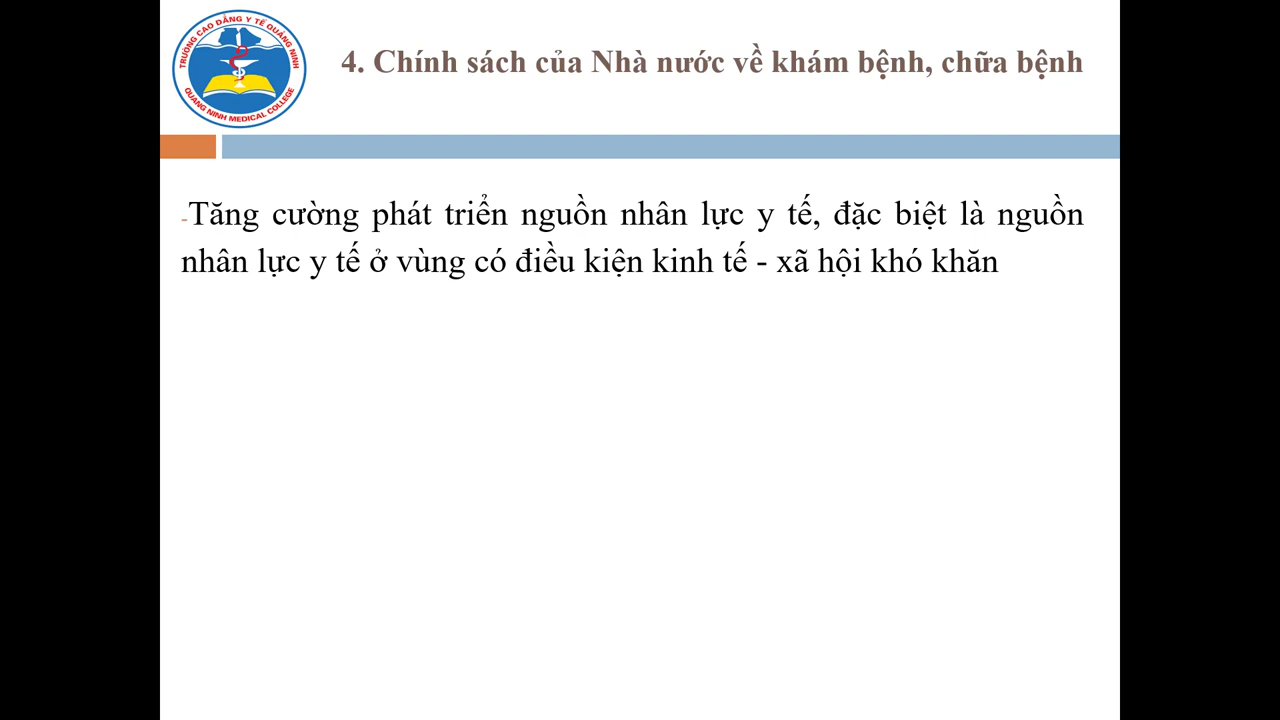 TRƯỜNG CAO ĐẲNG Y TẾ QUẢNG NINH
QUANG NINH MEDICAL COLLEGE
4. Chính sách của Nhà nước về khám bệnh, chữa bệnh
-Tăng cường phát triển nguồn nhân lực y tế, đặc biệt là nguồn
nhân lực y tế ở vùng có điều kiện kinh tế - xã hội khó khăn